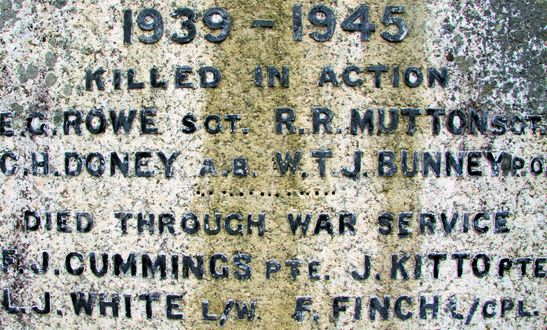 1939 - 1945
KILLED IN ACTION
E.C. ROWE SGT. R.R. MUTTON SGT.
C.H. DONEY A.B. W.T.J. BUNNEY P.O
DIED THROUGH WAR SERVICE
F.J. CUMMINGS PTE. J. KITTO PTE
L.J. WHITE L/W. F. FINCH L/CPL.